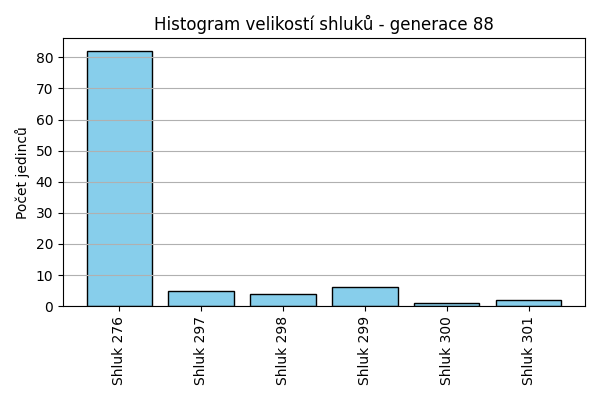 Histogram velikostí shluků - generace 88
Počet jedinců
80
70
60
50
40
30
20
10
0
Shluk 276
Shluk 297
Shluk 298
Shluk 299
Shluk 300
Shluk 301